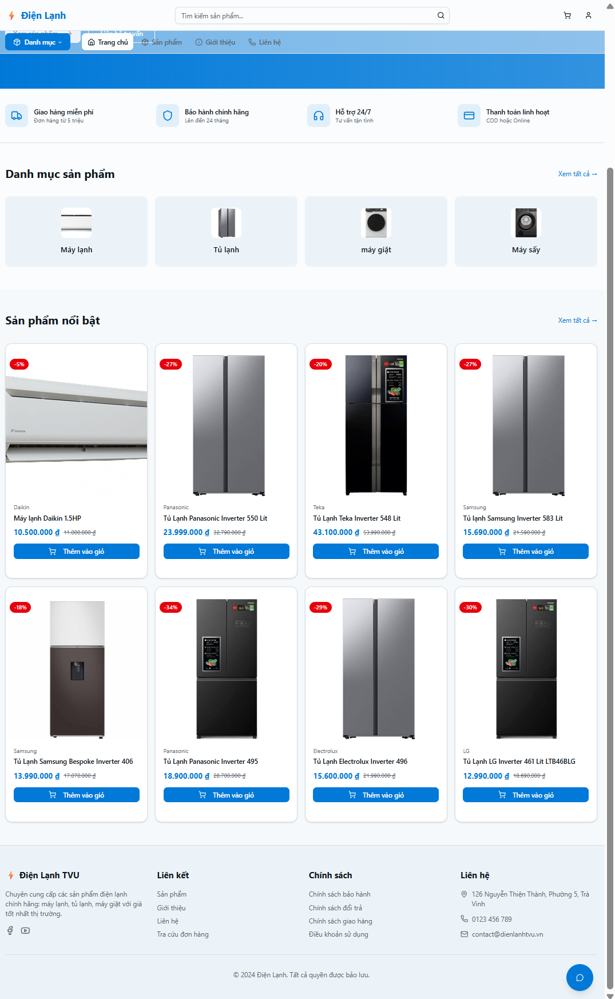 Điện Lạnh
Tìm kiếm sản phẩm...
Danh mục
Trang chủ
Sản phẩm
Giới thiệu
Liên hệ
Giao hàng miễn phí
Đơn hàng từ 5 triệu
Bảo hành chính hãng
Lên đến 24 tháng
Hỗ trợ 24/7
Tư vấn tận tình
Thanh toán linh hoạt
COD hoặc Online
Danh mục sản phẩm
Xem tất cả →
Máy lạnh
Tủ lạnh
máy giặt
Máy sấy
Sản phẩm nổi bật
Xem tất cả →
-5%
DAIKIN
Daikin
Máy lạnh Daikin 1.5HP
10.500.000 ₫ 11.000.000 ₫
Thêm vào giỏ
-27%
Panasonic
Tủ Lạnh Panasonic Inverter 550 Lít
23.999.000 ₫ 32.790.000 ₫
Thêm vào giỏ
-20%
Teka
Tủ Lạnh Teka Inverter 548 Lít
43.100.000 ₫ 53.990.000 ₫
Thêm vào giỏ
-27%
Samsung
Tủ lạnh Samsung Inverter 583 Lít
15.690.000 ₫ 21.590.000 ₫
Thêm vào giỏ
-18%
Samsung
Tủ Lạnh Samsung Bespoke Inverter 406
13.990.000 ₫ 17.070.000 ₫
Thêm vào giỏ
-34%
Panasonic
Tủ Lạnh Panasonic Inverter 495
18.900.000 ₫ 28.700.000 ₫
Thêm vào giỏ
-29%
Electrolux
Tủ Lạnh Electrolux Inverter 496
15.600.000 ₫ 21.990.000 ₫
Thêm vào giỏ
-30%
LG
Tủ Lạnh LG Inverter 461 Lít LTB46BLG
12.990.000 ₫ 18.690.000 ₫
Thêm vào giỏ
Điện Lạnh TVU
Chuyên cung cấp các sản phẩm điện lạnh
chính hãng: máy lạnh, tủ lạnh, máy giặt với giá
tốt nhất thị trường.
Liên kết
Sản phẩm
Giới thiệu
Liên hệ
Tra cứu đơn hàng
Chính sách
Chính sách bảo hành
Chính sách đổi trả
Chính sách giao hàng
Điều khoản sử dụng
Liên hệ
126 Nguyễn Thiện Thành, Phường 5, Trà
Vinh
0123 456 789
contact@dienlanhtvu.vn
© 2024 Điện Lạnh. Tất cả quyền được bảo lưu.